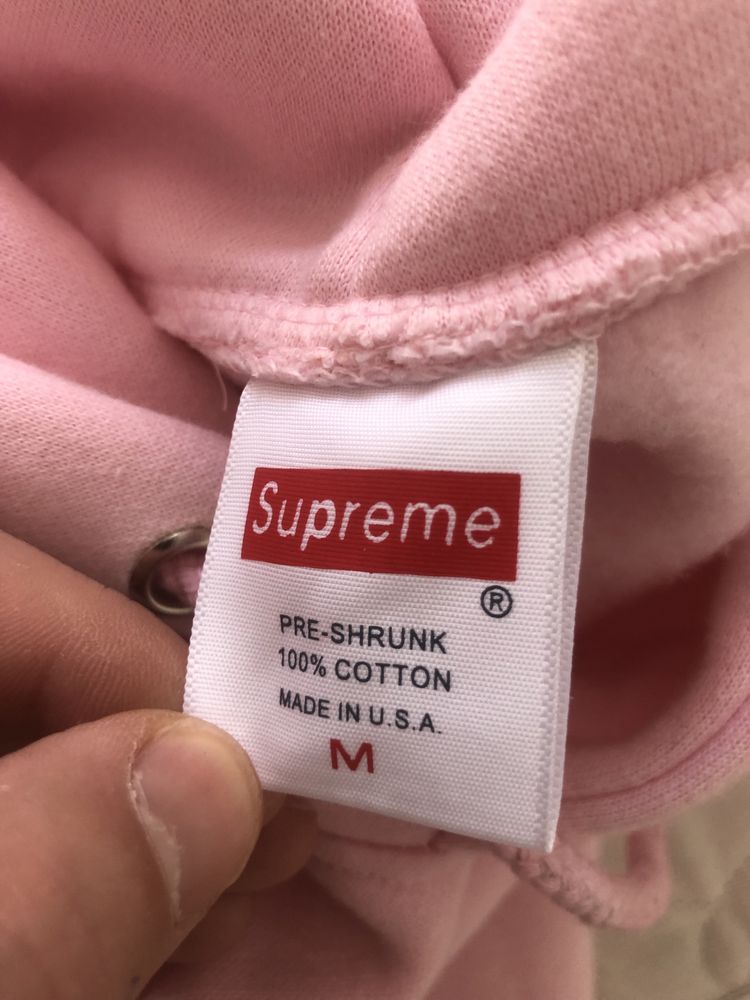 Supreme
®
PRE-SHRUNK
100% COTTON
MADE IN U.S.A.
M